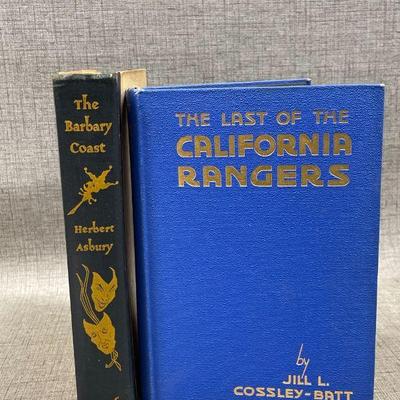 The
Barbary
Coast
Herbert
Asbury
THE LAST OF THE
CALIFORNIA
RANGERS
by
JILL L.
COSSLEY-BATT